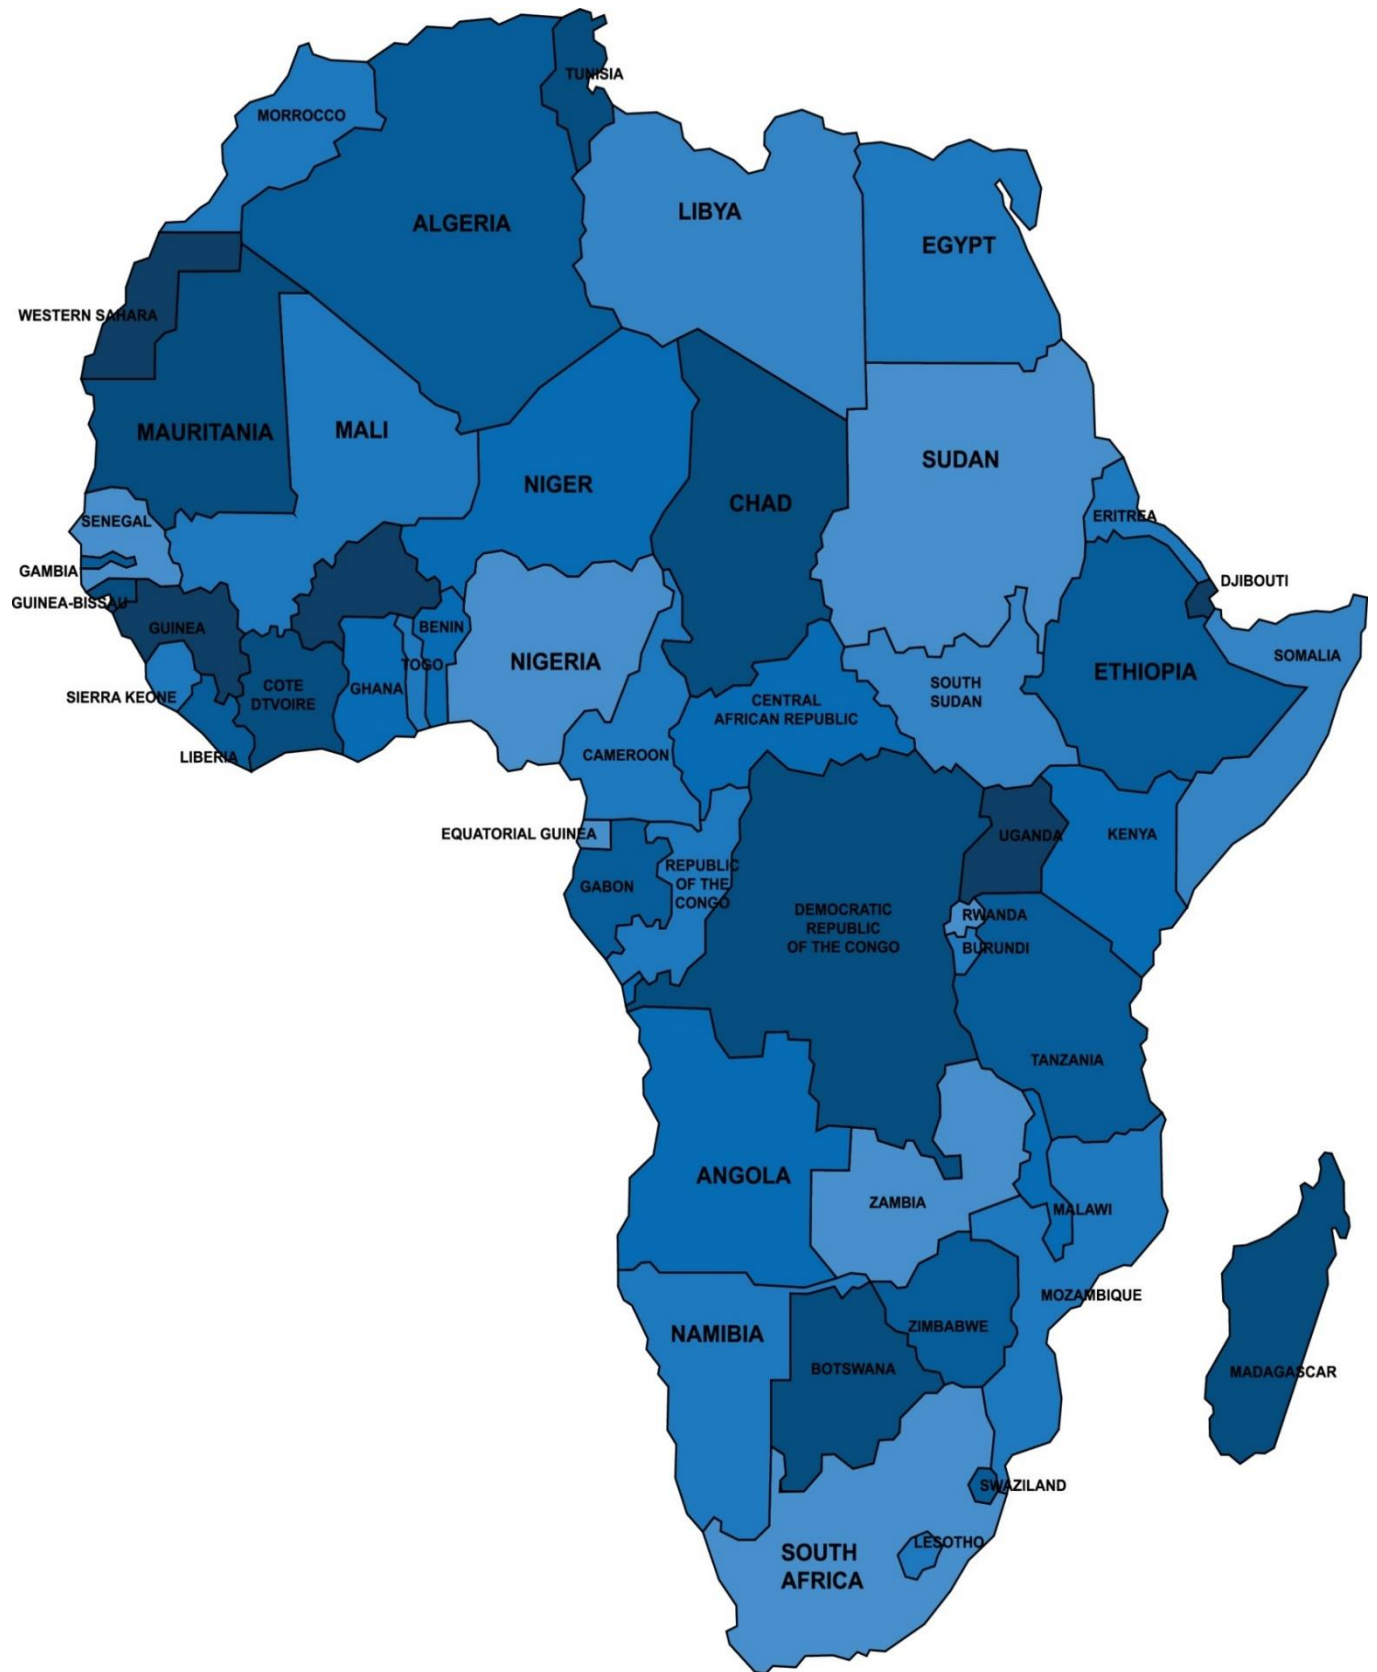 TUNISIA
MORROCCO
LIBYA
ALGERIA
EGYPT
WESTERN SAHARA
MAURITANIA
MALI
SUDAN
NIGER
CHAD
SENEGAL
ERITREA
GAMBIA
DJIBOUTI
GUINEA-BISSAU
GUINEA
BENIN
NIGERIA
SOMALIA
TOGO
ETHIOPIA
SOUTH
SUDAN
COTE
DTVOIRE
GHANA
SIERRA KEONE
CENTRAL
AFRICAN REPUBLIC
LIBERIA
CAMEROON
EQUATORIAL GUINEA
UGANDA
KENYA
REPUBLIC
OF THE
CONGO
GABON
DEMOCRATIC
REPUBLIC
OF THE CONGO
RWANDA
BURUNDI
TANZANIA
ANGOLA
ZAMBIA
MALAWI
MOZAMBIQUE
NAMIBIA
ZIMBABWE
BOTSWANA
MADAGASCAR
SWAZILAND
LESOTHO
SOUTH
AFRICA